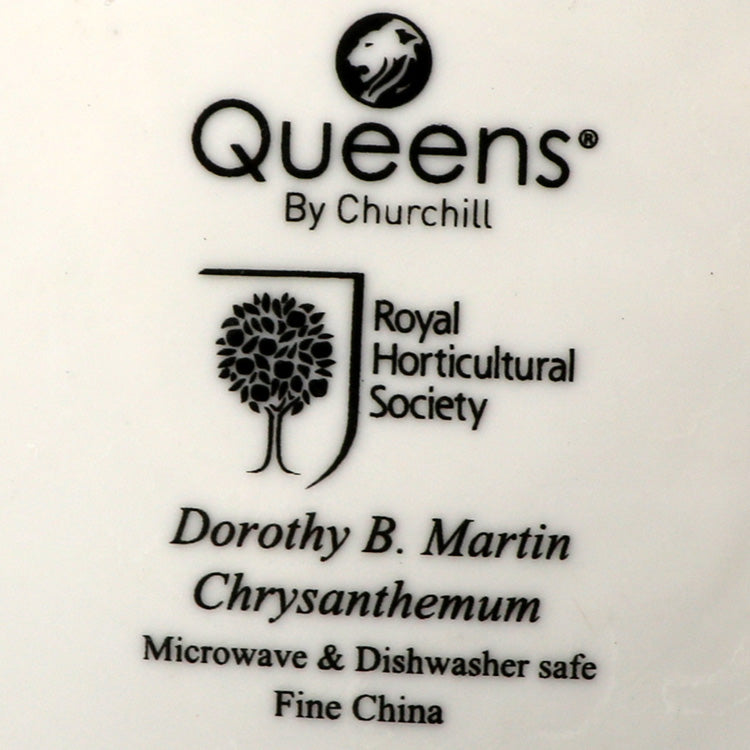 Queens®
By Churchill
Royal
Horticultural
Society
Dorothy B. Martin
Chrysanthemum
Microwave & Dishwasher safe
Fine China